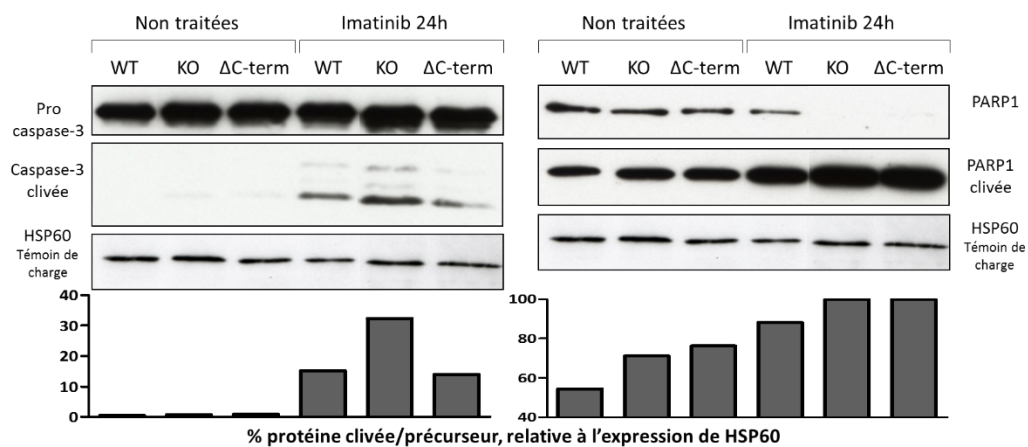 Non traitées Imatinib 24h
WT KO ΔC-term WT KO ΔC-term
Pro
caspase-3
Caspase-3
clivée
HSP60
Témoin de
charge
40
30
20
10
0
Non traitées Imatinib 24h
WT KO ΔC-term WT KO ΔC-term
PARP1
PARP1
clivée
HSP60
Témoin de
charge
100
80
60
40
% protéine clivée/précurseur, relative à l'expression de HSP60